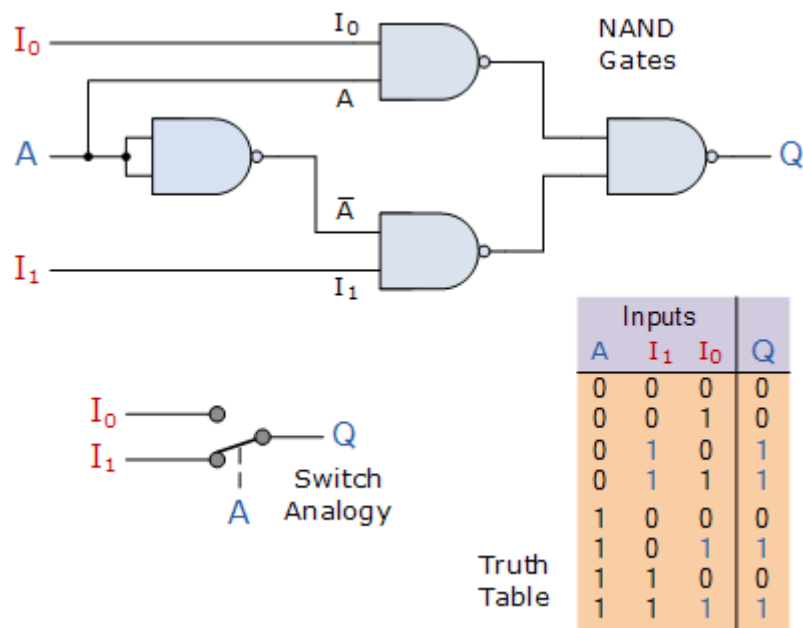 I₀ I₀ NAND
Gates
A
A Q
A̅
I₁ I₁
Inputs
A I₁ I₀ Q
0 0 0 0
0 0 1 0
0 1 0 1
0 1 1 1
1 0 0 0
1 0 1 1
1 1 0 0
1 1 1 1
I₀
I₁ Q
Switch
Analogy
A
Truth
Table